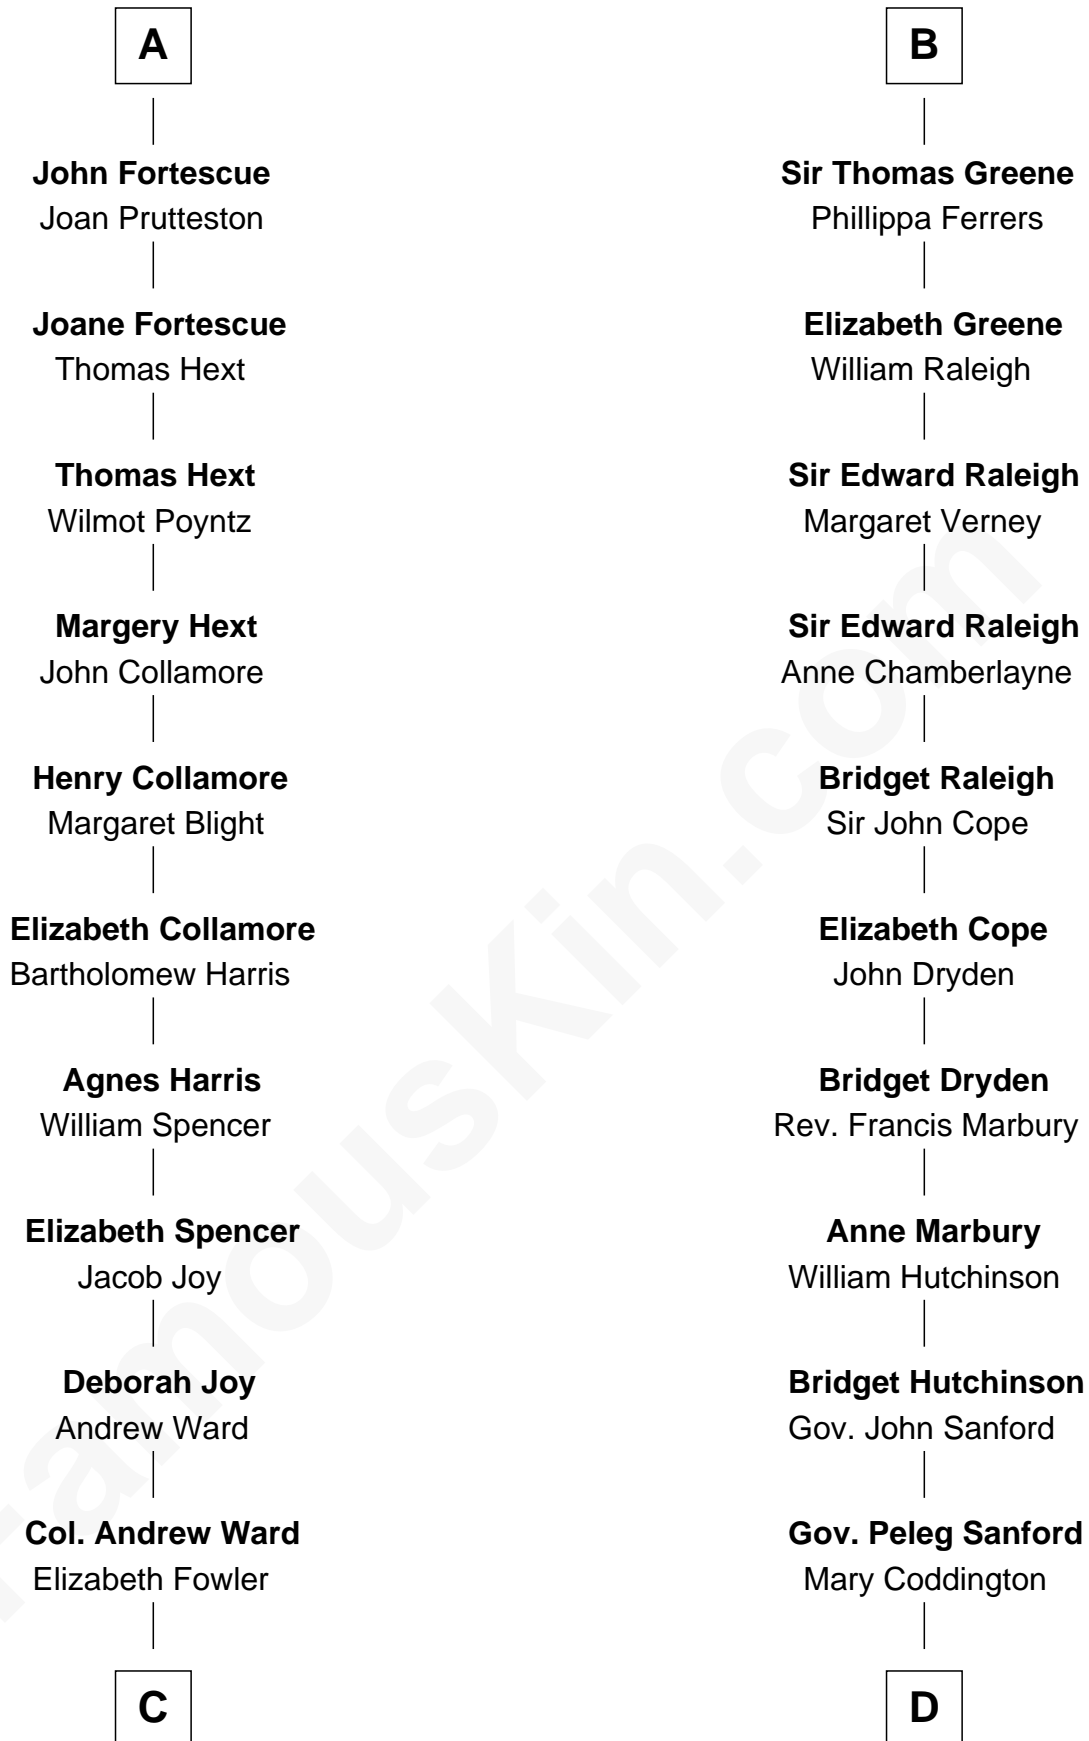 A
John Fortescue
Joan Prutteston
Joane Fortescue
Thomas Hext
Thomas Hext
Wilmot Poyntz
Margery Hext
John Collamore
Henry Collamore
Margaret Blight
Elizabeth Collamore
Bartholomew Harris
Agnes Harris
William Spencer
Elizabeth Spencer
Jacob Joy
Deborah Joy
Andrew Ward
Col. Andrew Ward
Elizabeth Fowler
C
B
Sir Thomas Greene
Phillippa Ferrers
Elizabeth Greene
William Raleigh
Sir Edward Raleigh
Margaret Verney
Sir Edward Raleigh
Anne Chamberlayne
Bridget Raleigh
Sir John Cope
Elizabeth Cope
John Dryden
Bridget Dryden
Rev. Francis Marbury
Anne Marbury
William Hutchinson
Bridget Hutchinson
Gov. John Sanford
Gov. Peleg Sanford
Mary Coddington
D
FamousKin.com